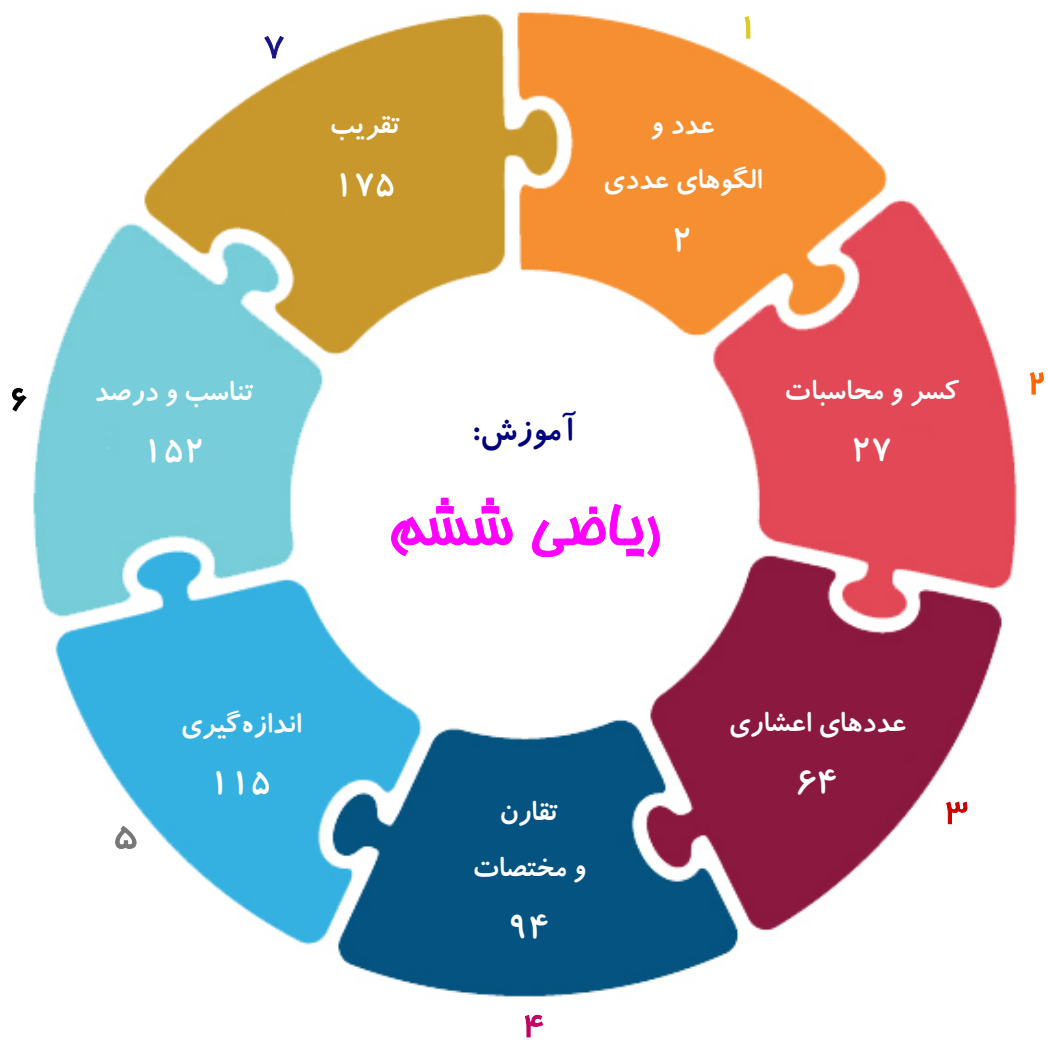 آموزش:
ریاضی ششم
۱
عدد و
الگوهای عددی
۲
۲
کسر و محاسبات
۲۷
۳
عددهای اعشاری
۶۴
۴
تقارن
و مختصات
۹۴
۵
اندازه‌گیری
۱۱۵
۶
تناسب و درصد
۱۵۲
۷
تقریب
۱۷۵